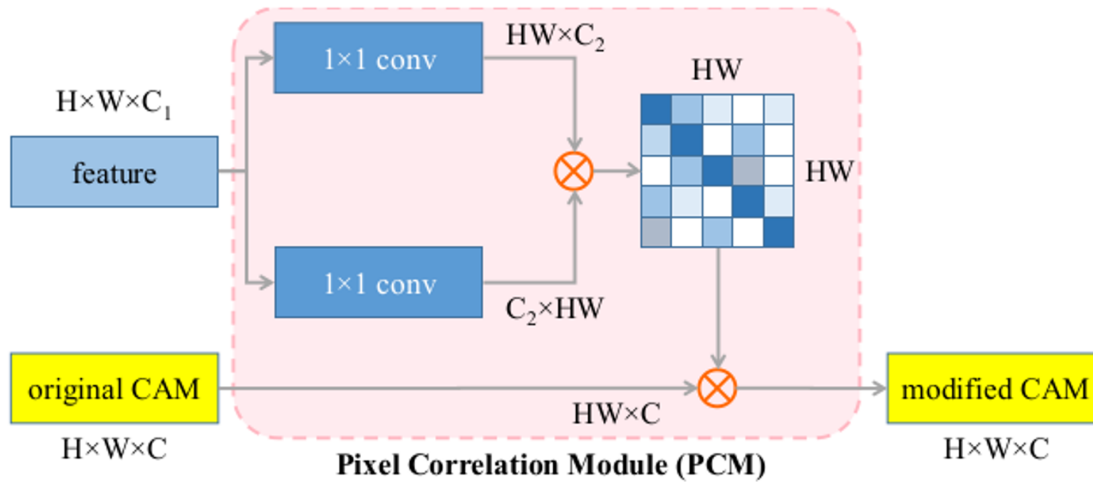 H×W×C₁
feature
1×1 conv
HW×C₂
1×1 conv
C₂×HW
HW
HW
original CAM
H×W×C
HW×C
modified CAM
H×W×C
Pixel Correlation Module (PCM)